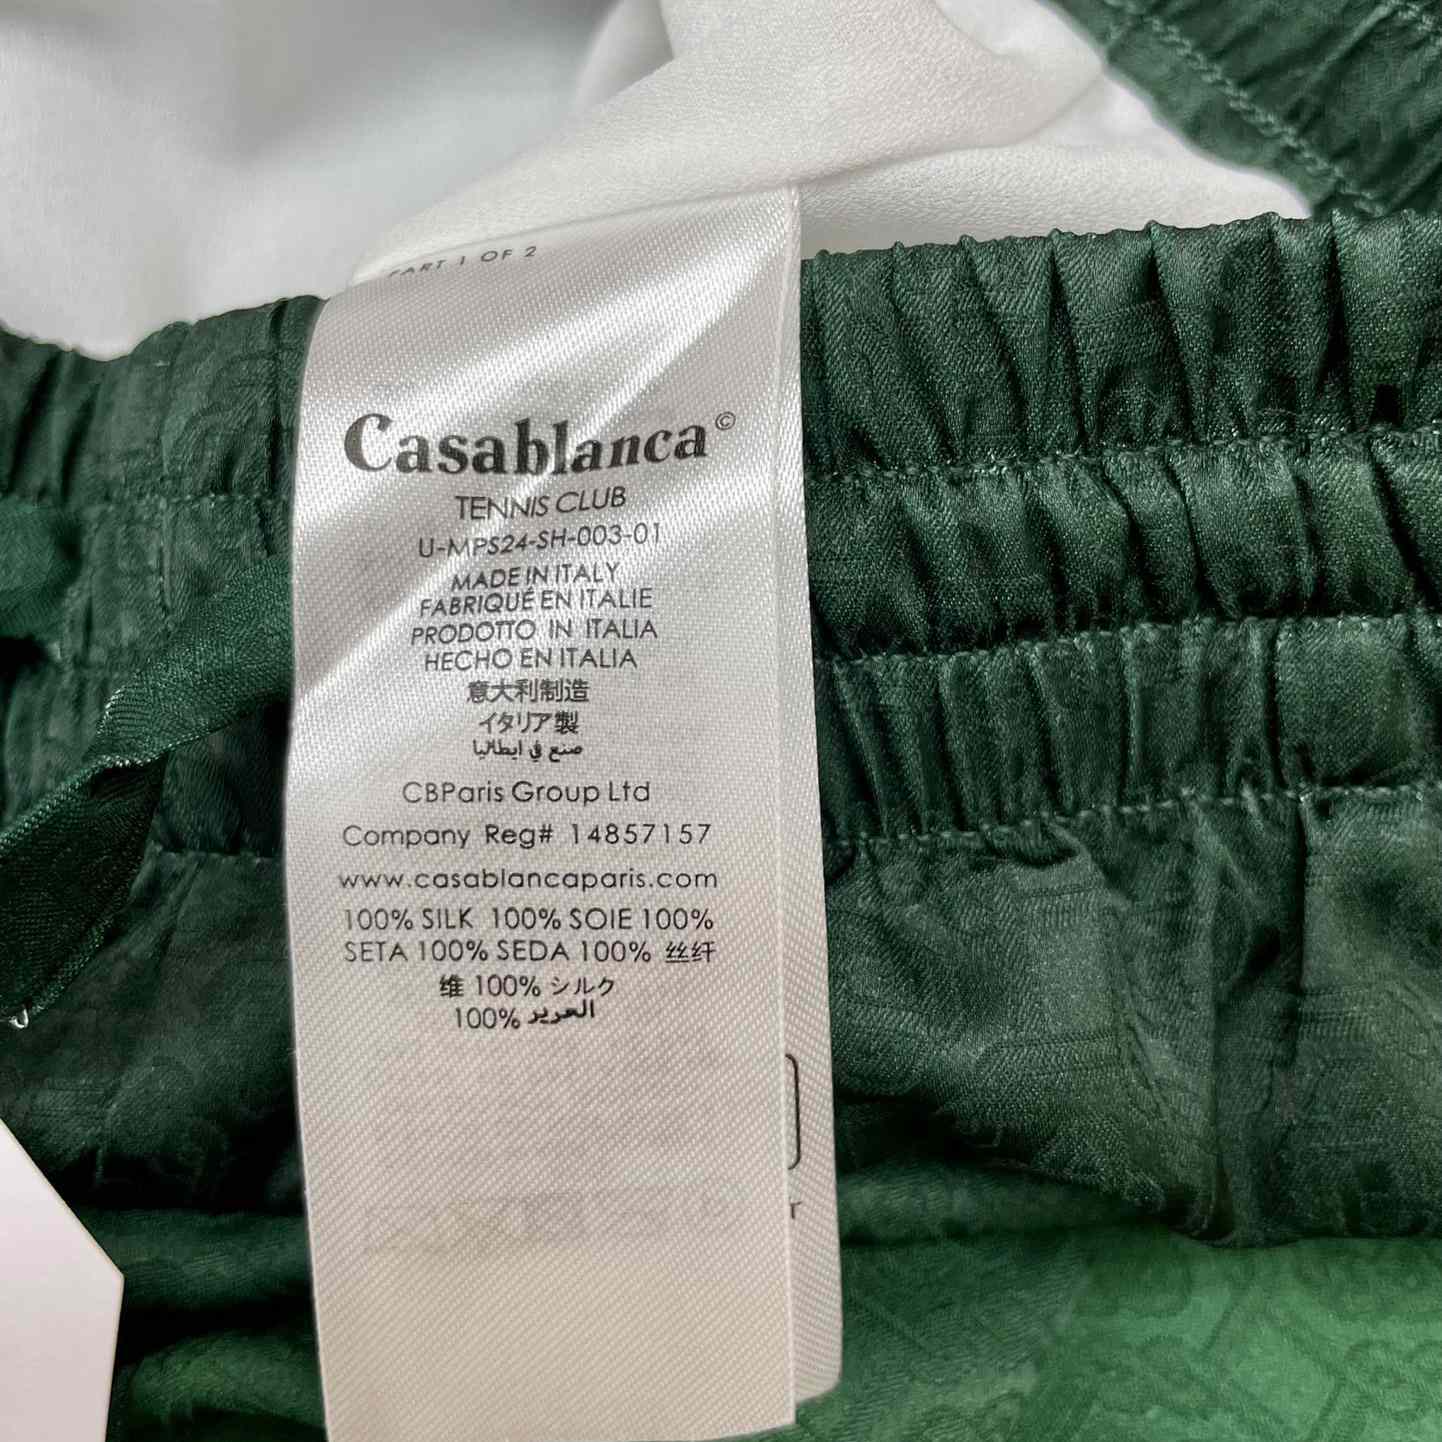 PART 1 OF 2
Casablanca©
TENNIS CLUB
U-MPS24-SH-003-01
MADE IN ITALY
FABRIQUÉ EN ITALIE
PRODOTTO IN ITALIA
HECHO EN ITALIA
意大利制造
イタリア製
صنع في ايطاليا
CBParis Group Ltd
Company Reg# 14857157
www.casablancaparis.com
100% SILK 100% SOIE 100%
SETA 100% SEDA 100% 丝纤
维 100% シルク
100% الحرير
r